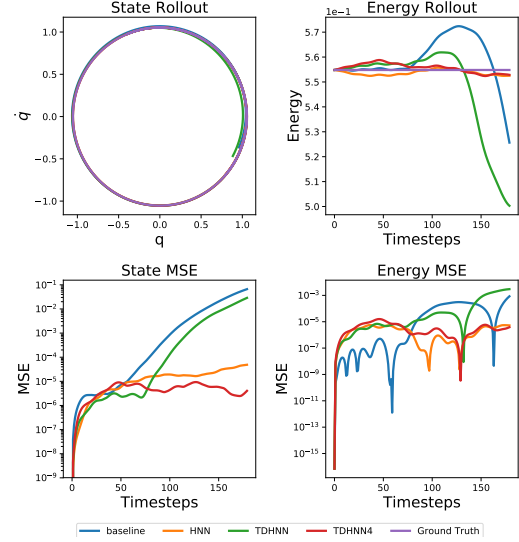 State Rollout
1.0
0.5
0.0
−0.5
−1.0
q̇
−1.0 −0.5 0.0 0.5 1.0
q
Energy Rollout
1e−1
5.7
5.6
5.5
5.4
5.3
5.2
5.1
5.0
Energy
0 50 100 150
Timesteps
State MSE
10⁻¹
10⁻²
10⁻³
10⁻⁴
10⁻⁵
10⁻⁶
10⁻⁷
10⁻⁸
10⁻⁹
MSE
0 50 100 150
Timesteps
Energy MSE
10⁻³
10⁻⁵
10⁻⁷
10⁻⁹
10⁻¹¹
10⁻¹³
10⁻¹⁵
MSE
0 50 100 150
Timesteps
baseline HNN TDHNN TDHNN4 Ground Truth